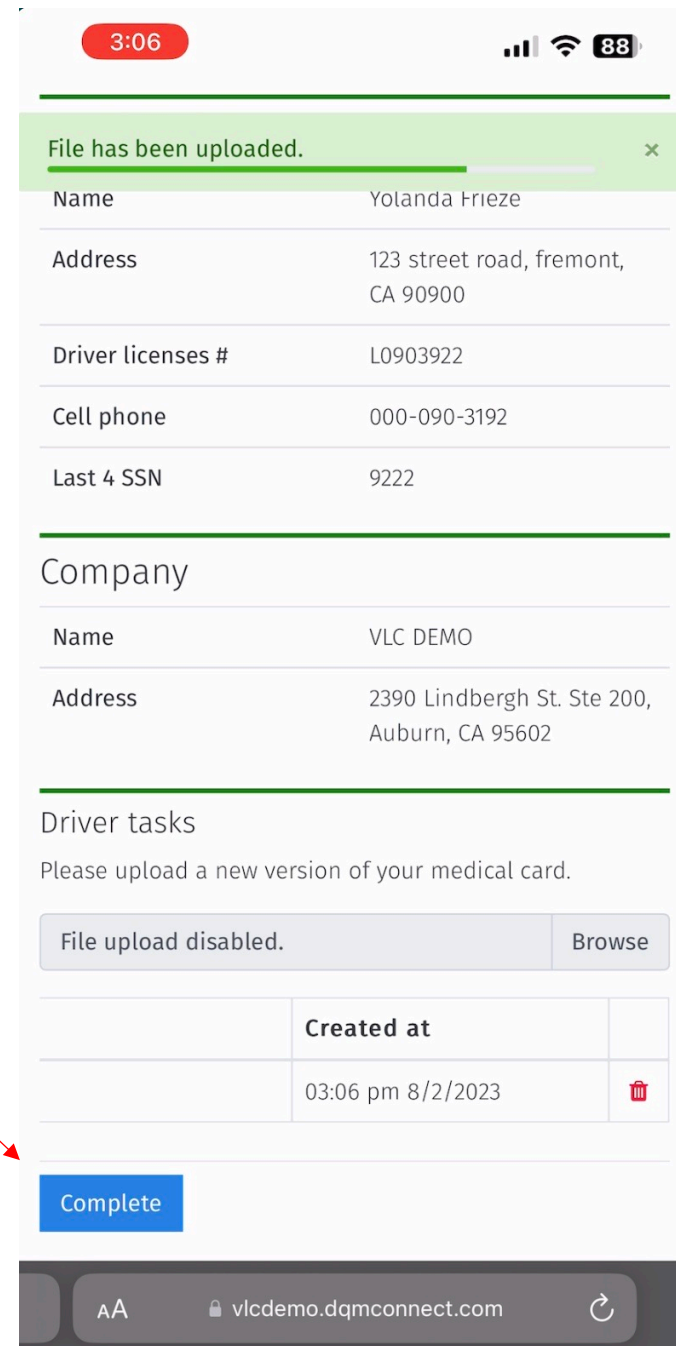 3:06 88
File has been uploaded. ×
Name Yolanda Frieze
Address 123 street road, fremont,
CA 90900
Driver licenses # L0903922
Cell phone 000-090-3192
Last 4 SSN 9222
Company
Name VLC DEMO
Address 2390 Lindbergh St. Ste 200,
Auburn, CA 95602
Driver tasks
Please upload a new version of your medical card.
File upload disabled. Browse
Created at
03:06 pm 8/2/2023
Complete
AA vlcdemo.dqmconnect.com